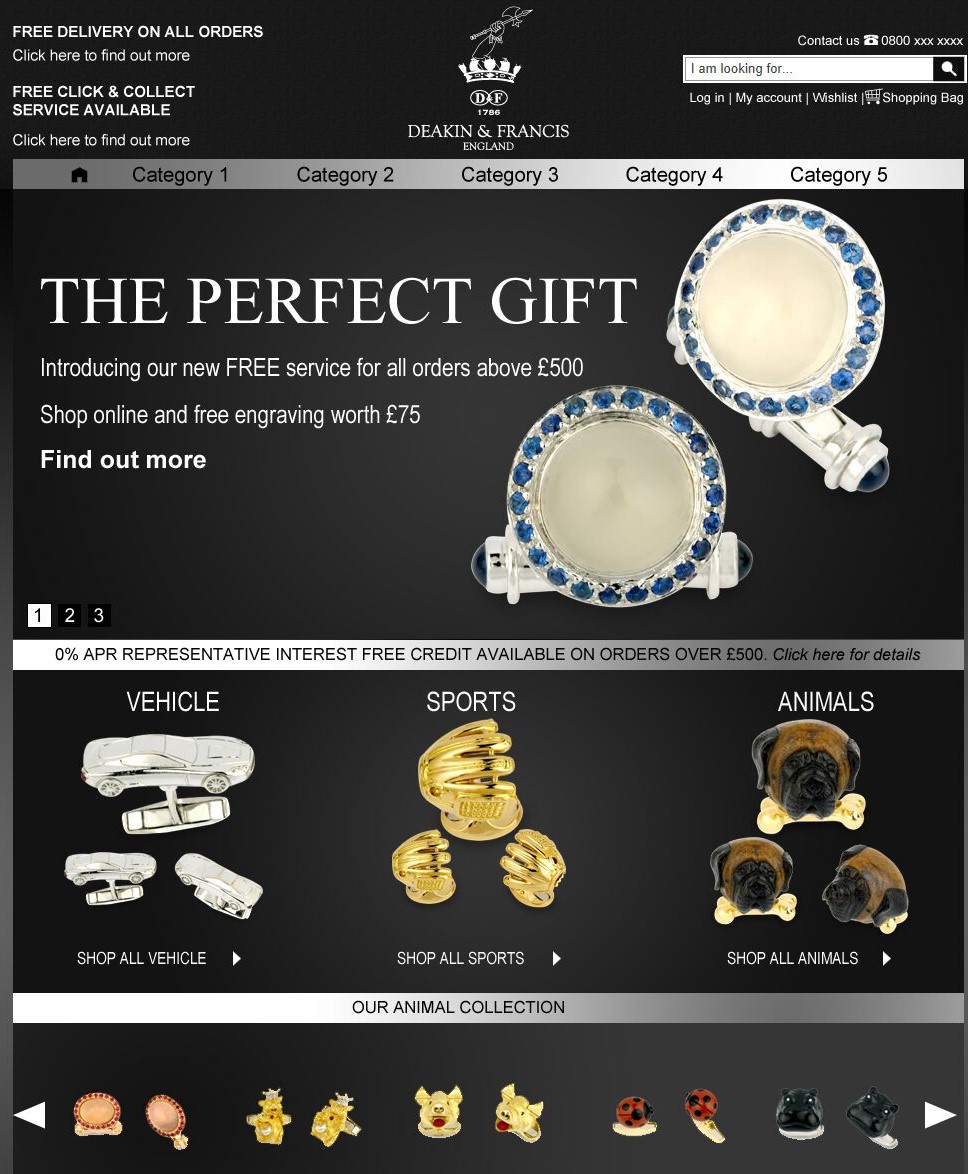 FREE DELIVERY ON ALL ORDERS
Click here to find out more
FREE CLICK & COLLECT
SERVICE AVAILABLE
Click here to find out more
D&F
1786
DEAKIN & FRANCIS
ENGLAND
Contact us 0800 xxx xxxx
I am looking for...
Log in | My account | Wishlist | Shopping Bag
Category 1 Category 2 Category 3 Category 4 Category 5
THE PERFECT GIFT
Introducing our new FREE service for all orders above £500
Shop online and free engraving worth £75
Find out more
1 2 3
0% APR REPRESENTATIVE INTEREST FREE CREDIT AVAILABLE ON ORDERS OVER £500. Click here for details
VEHICLE SPORTS ANIMALS
SHOP ALL VEHICLE SHOP ALL SPORTS SHOP ALL ANIMALS
OUR ANIMAL COLLECTION